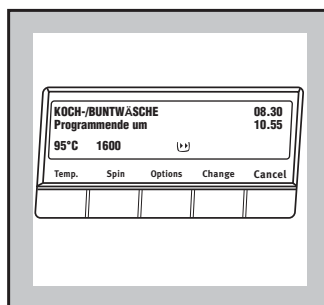 KOCH-/BUNTWÄSCHE 08.30
Programmende um 10.55
95°C 1600
Temp. Spin Options Change Cancel